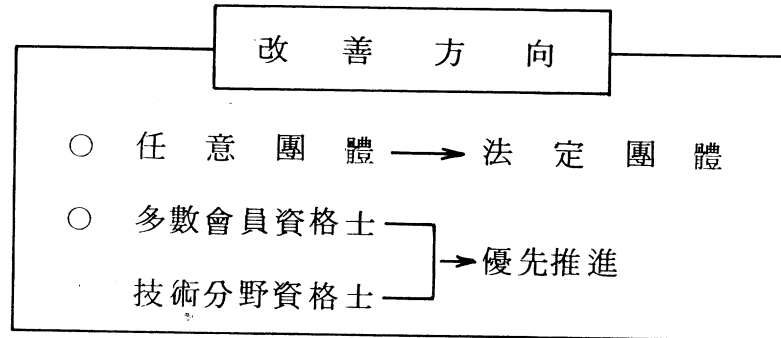 改善方向
○ 任意團體 → 法定團體
○ 多數會員資格士
→ 優先推進
技術分野資格士